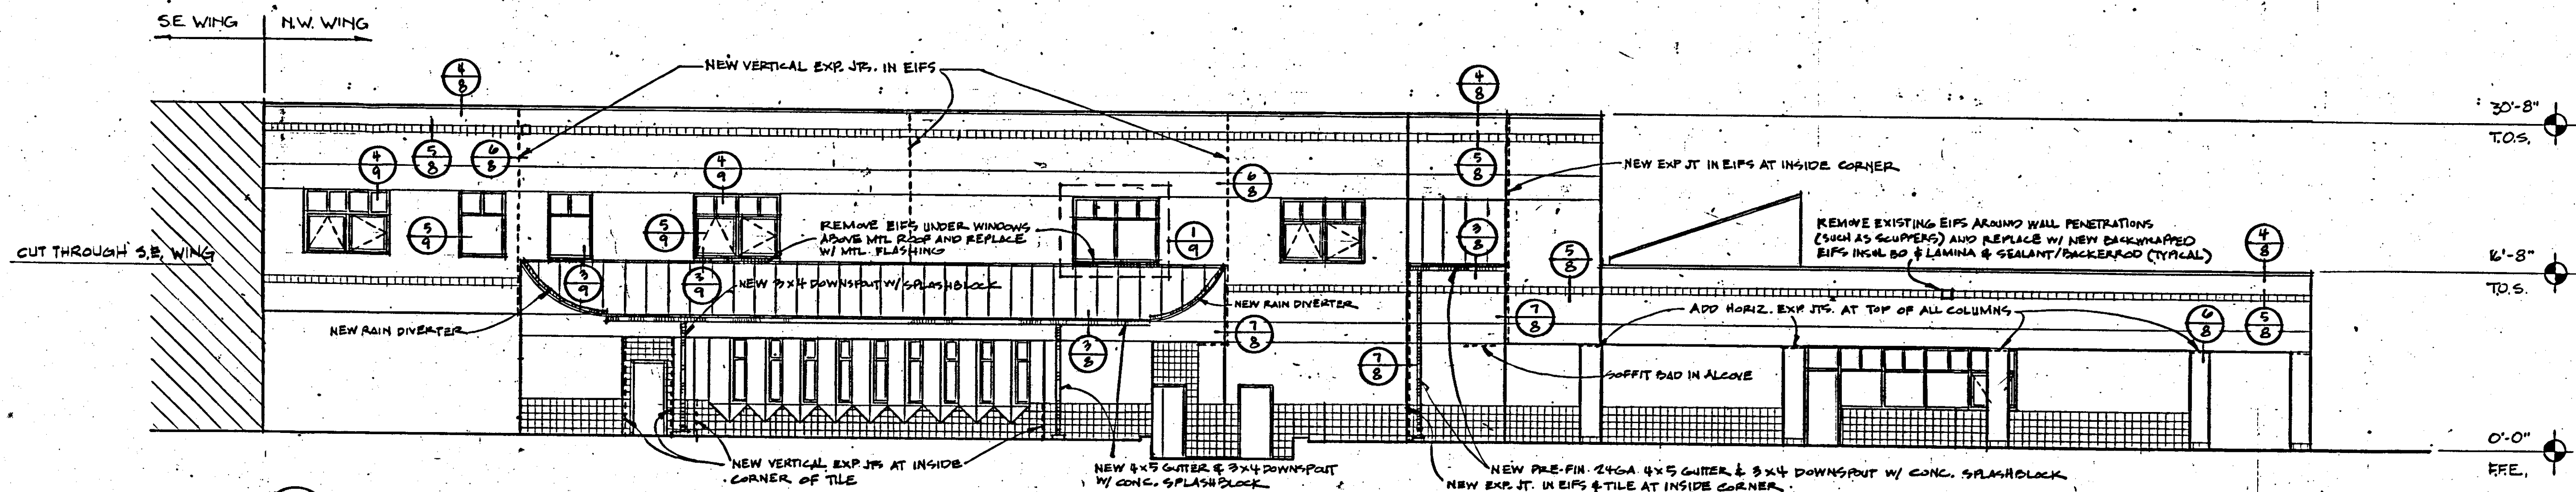 S.E WING
N.W. WING
4
8
NEW VERTICAL EXP. JTS. IN EIFS
4
8
30'-8"
T.O.S.
4
9
5
8
6
8
4
9
6
8
5
8
NEW EXP JT IN EIFS AT INSIDE CORNER
5
9
5
9
REMOVE EIFS UNDER WINDOWS
ABOVE MTL ROOF AND REPLACE
W/ MTL. FLASHING
1
9
3
8
5
8
REMOVE EXISTING EIFS AROUND WALL PENETRATIONS
(SUCH AS SCUPPERS) AND REPLACE W/ NEW BACKWRAPPED
EIFS INSUL BD & LAMINA & SEALANT/BACKERROD (TYPICAL)
4
8
CUT THROUGH S.E. WING
16'-8"
T.O.S.
3
9
3
9
NEW 3x4 DOWNSPOUT W/ SPLASHBLOCK
NEW RAIN DIVERTER
NEW RAIN DIVERTER
3
8
7
8
7
8
7
8
ADD HORIZ. EXP. JTS. AT TOP OF ALL COLUMNS
6
8
5
8
SOFFIT BAD IN ALCOVE
0'-0"
F.F.E.
NEW VERTICAL EXP. JTS AT INSIDE
CORNER OF TILE
NEW 4x5 GUTTER & 3x4 DOWNSPOUT
W/ CONC. SPLASHBLOCK
NEW PRE-FIN. 24GA. 4x5 GUTTER & 3x4 DOWNSPOUT W/ CONC. SPLASHBLOCK
NEW EXP. JT. IN EIFS & TILE AT INSIDE CORNER